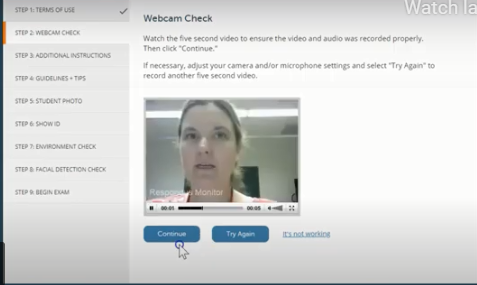 Watch la
STEP 1: TERMS OF USE
STEP 2: WEBCAM CHECK
STEP 3: ADDITIONAL INSTRUCTIONS
STEP 4: GUIDELINES + TIPS
STEP 5: STUDENT PHOTO
STEP 6: SHOW ID
STEP 7: ENVIRONMENT CHECK
STEP 8: FACIAL DETECTION CHECK
STEP 9: BEGIN EXAM
Webcam Check
Watch the five second video to ensure the video and audio was recorded properly.
Then click "Continue."
If necessary, adjust your camera and/or microphone settings and select "Try Again" to
record another five second video.
Monitor
00:01 00:05
Continue Try Again It's not working